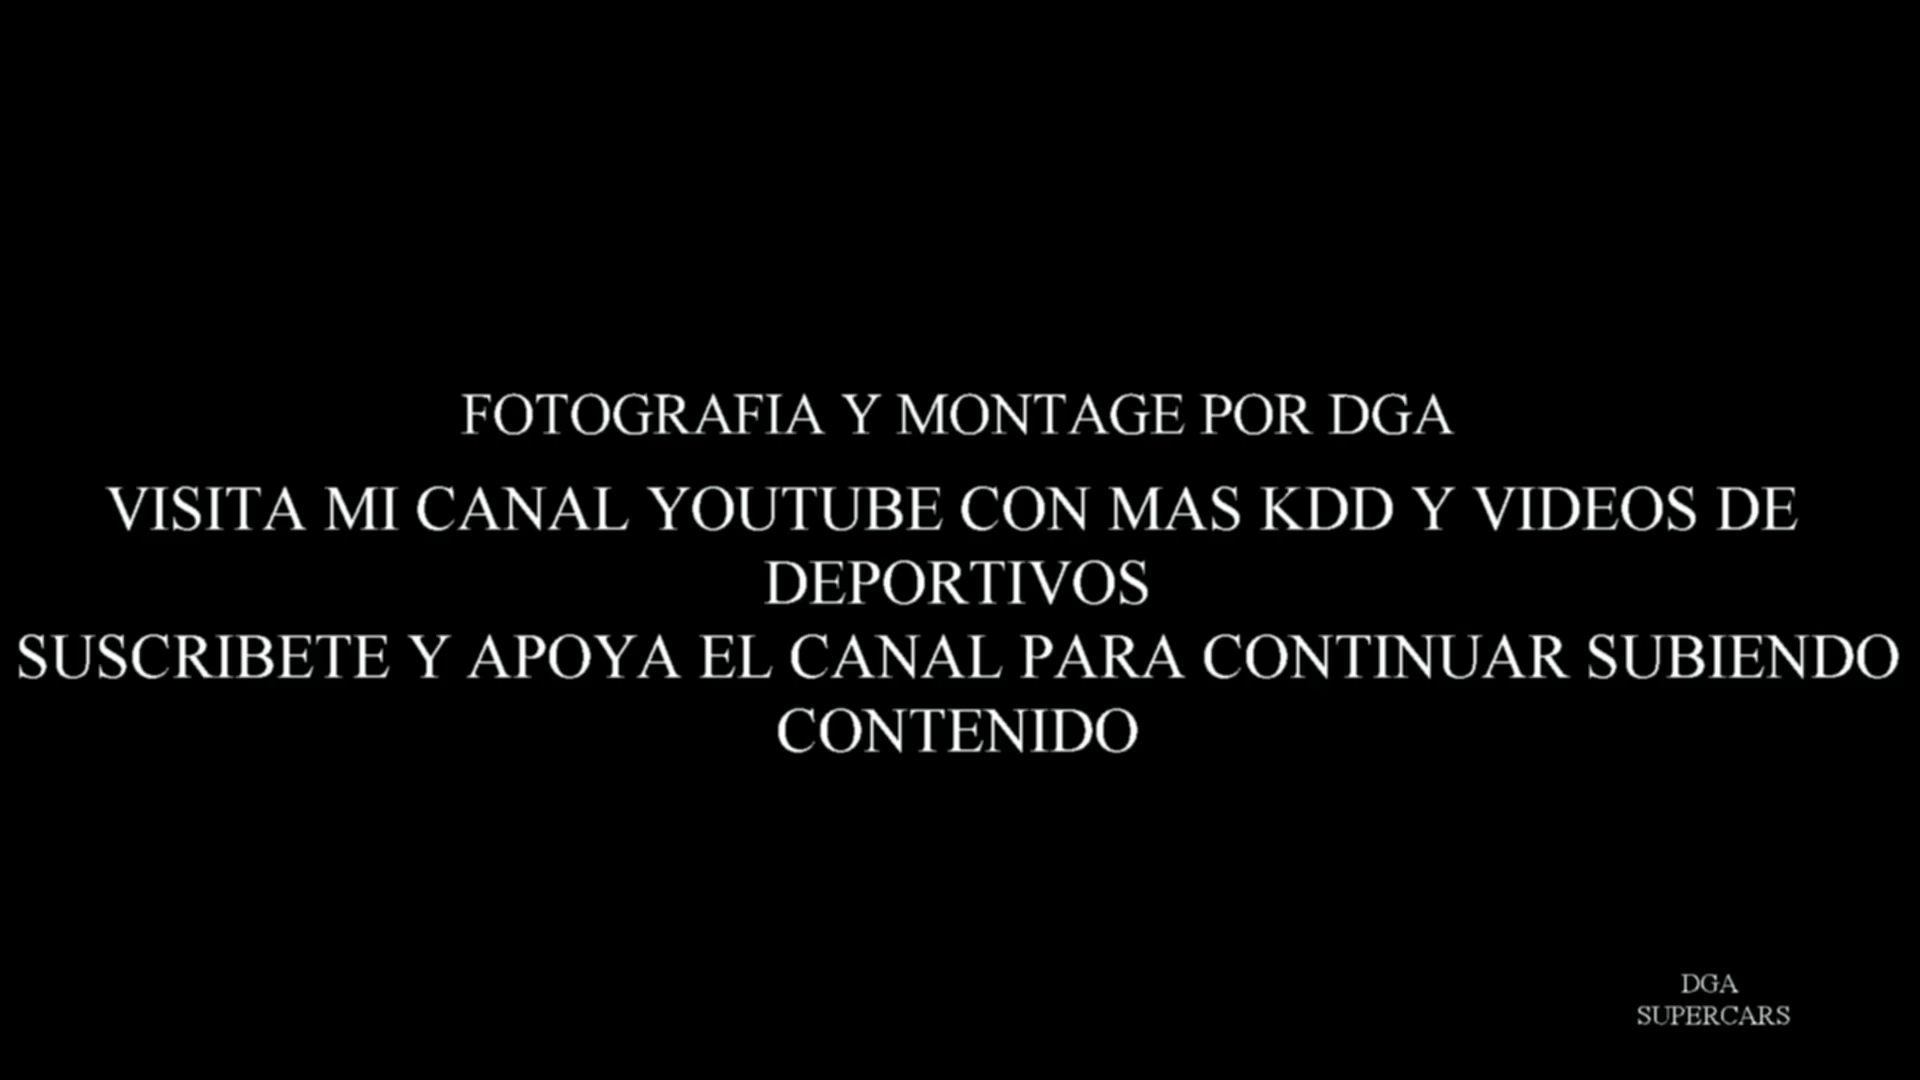 FOTOGRAFIA Y MONTAGE POR DGA
VISITA MI CANAL YOUTUBE CON MAS KDD Y VIDEOS DE
DEPORTIVOS
SUSCRIBETE Y APOYA EL CANAL PARA CONTINUAR SUBIENDO
CONTENIDO
DGA
SUPERCARS